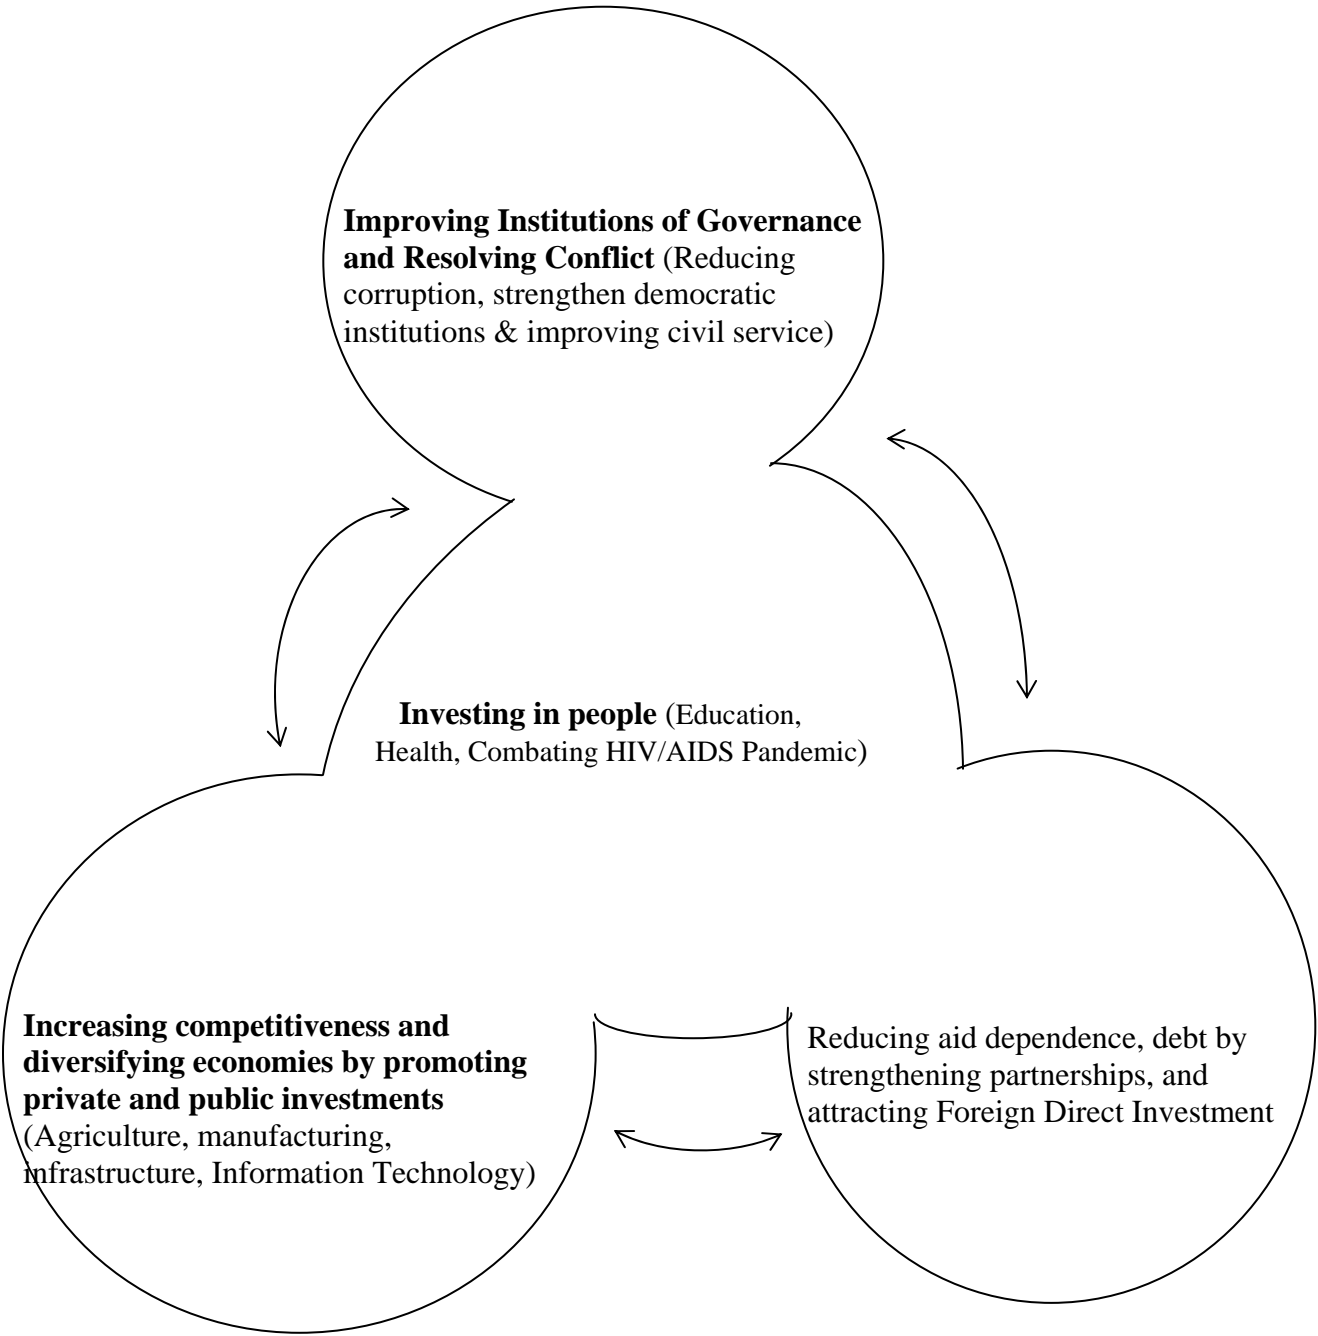 Improving Institutions of Governance
and Resolving Conflict (Reducing
corruption, strengthen democratic
institutions & improving civil service)
Investing in people (Education,
Health, Combating HIV/AIDS Pandemic)
Increasing competitiveness and
diversifying economies by promoting
private and public investments
(Agriculture, manufacturing,
infrastructure, Information Technology)
Reducing aid dependence, debt by
strengthening partnerships, and
attracting Foreign Direct Investment